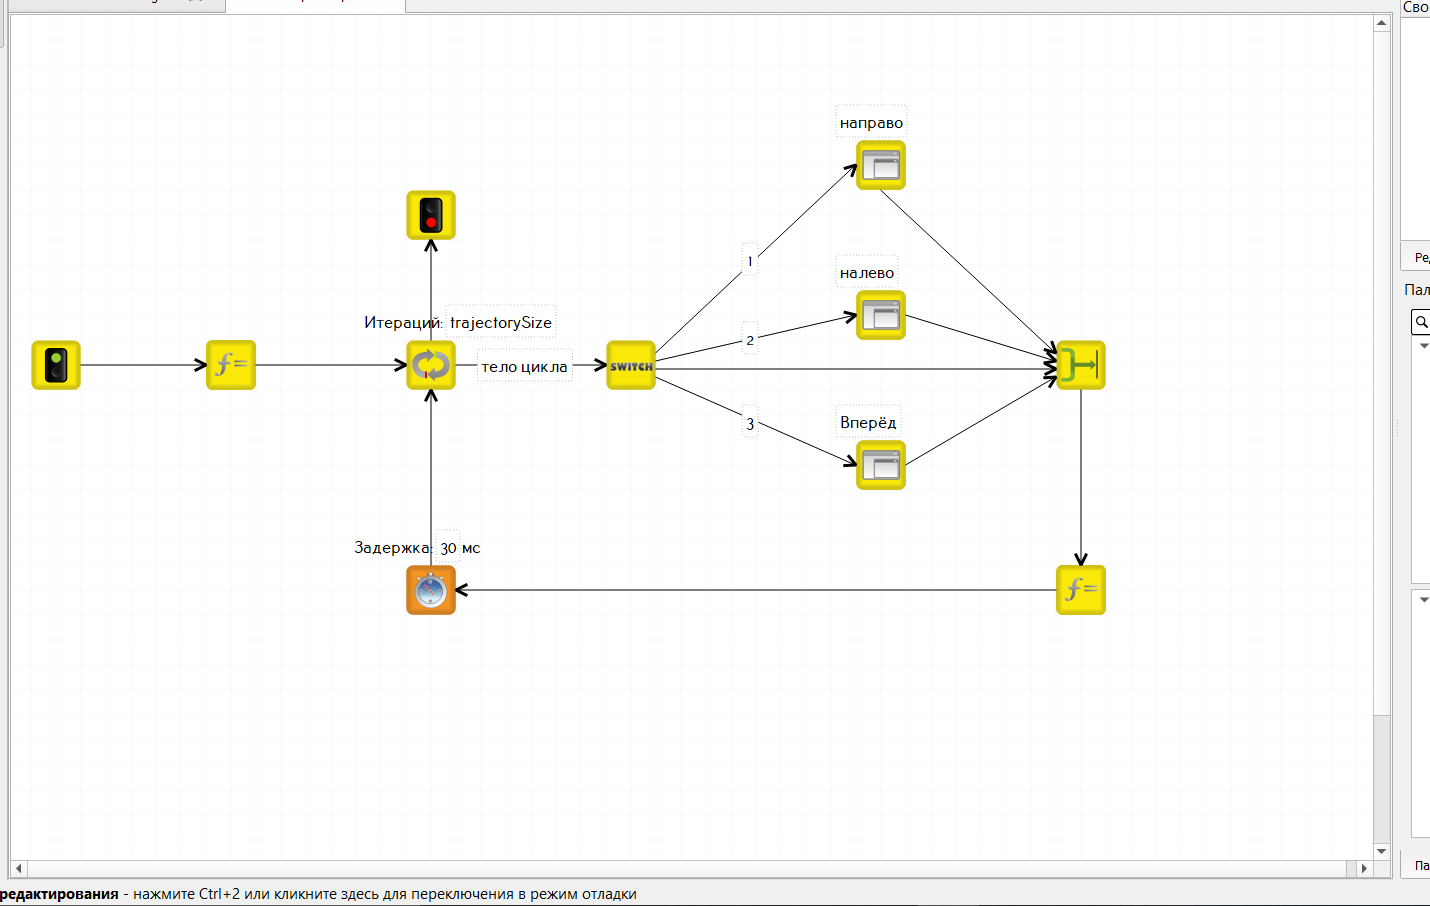 Сво
направо
1
налево
Итераций: trajectorySize
2
тело цикла
SWITCH
3
Вперёд
Задержка: 30 мс
f=
f=
Ре
Пал
Па
редактирования - нажмите Ctrl+2 или кликните здесь для переключения в режим отладки